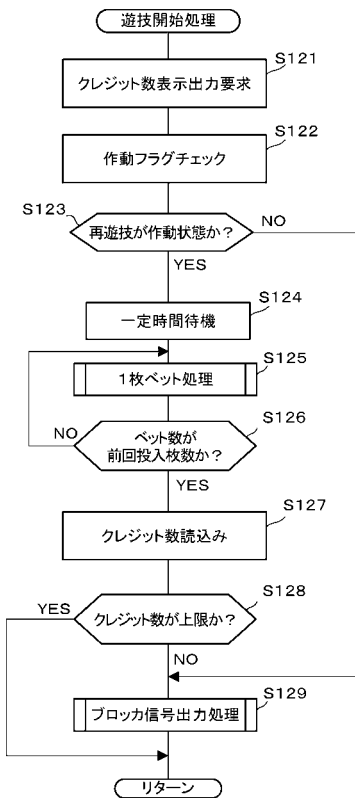 遊技開始処理
S121
クレジット数表示出力要求
S122
作動フラグチェック
S123
再遊技が作動状態か？
NO
YES
S124
一定時間待機
S125
1枚ベット処理
S126
ベット数が
前回投入枚数か？
NO
YES
S127
クレジット数読込み
S128
クレジット数が上限か？
YES
NO
S129
ブロッカ信号出力処理
リターン